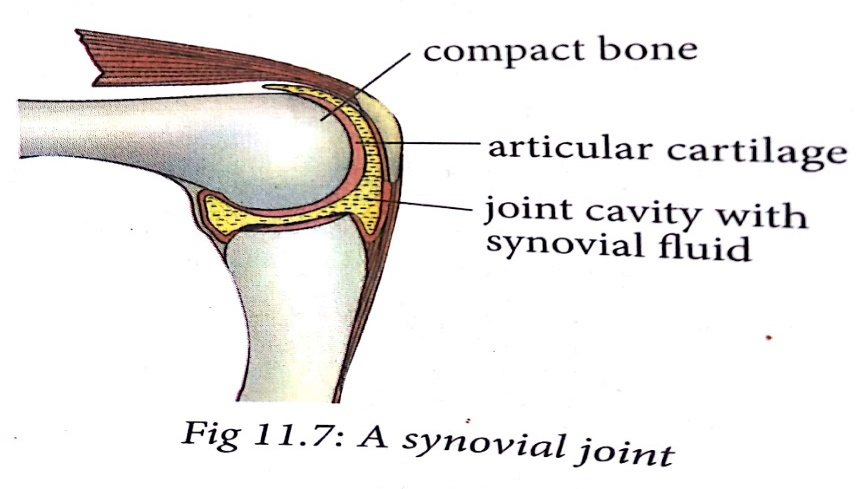 compact bone
articular cartilage
joint cavity with
synovial fluid
Fig 11.7: A synovial joint